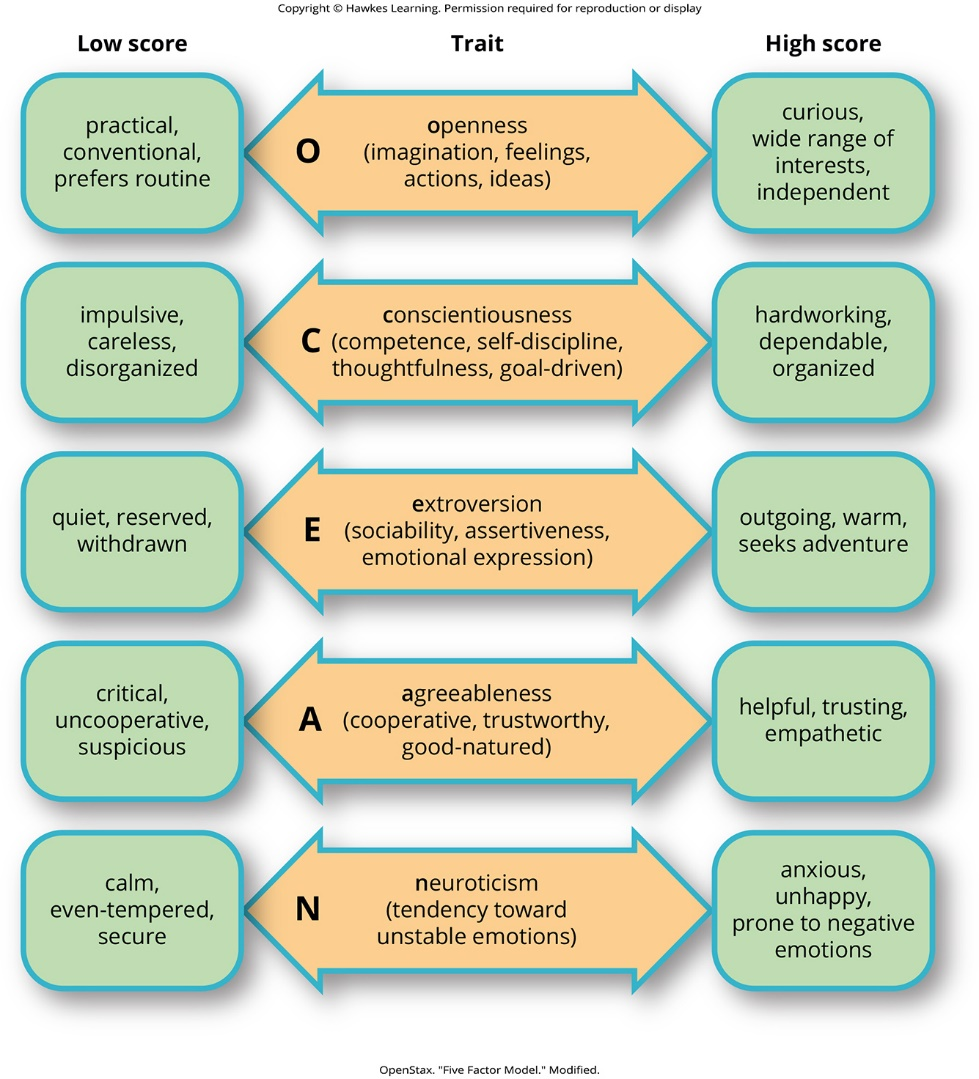 Copyright © Hawkes Learning. Permission required for reproduction or display
Low score
Trait
High score
practical,
conventional,
prefers routine
O
openness
(imagination, feelings,
actions, ideas)
curious,
wide range of
interests,
independent
impulsive,
careless,
disorganized
C
conscientiousness
(competence, self-discipline,
thoughtfulness, goal-driven)
hardworking,
dependable,
organized
quiet, reserved,
withdrawn
E
extroversion
(sociability, assertiveness,
emotional expression)
outgoing, warm,
seeks adventure
critical,
uncooperative,
suspicious
A
agreeableness
(cooperative, trustworthy,
good-natured)
helpful, trusting,
empathetic
calm,
even-tempered,
secure
N
neuroticism
(tendency toward
unstable emotions)
anxious,
unhappy,
prone to negative
emotions
OpenStax. "Five Factor Model." Modified.